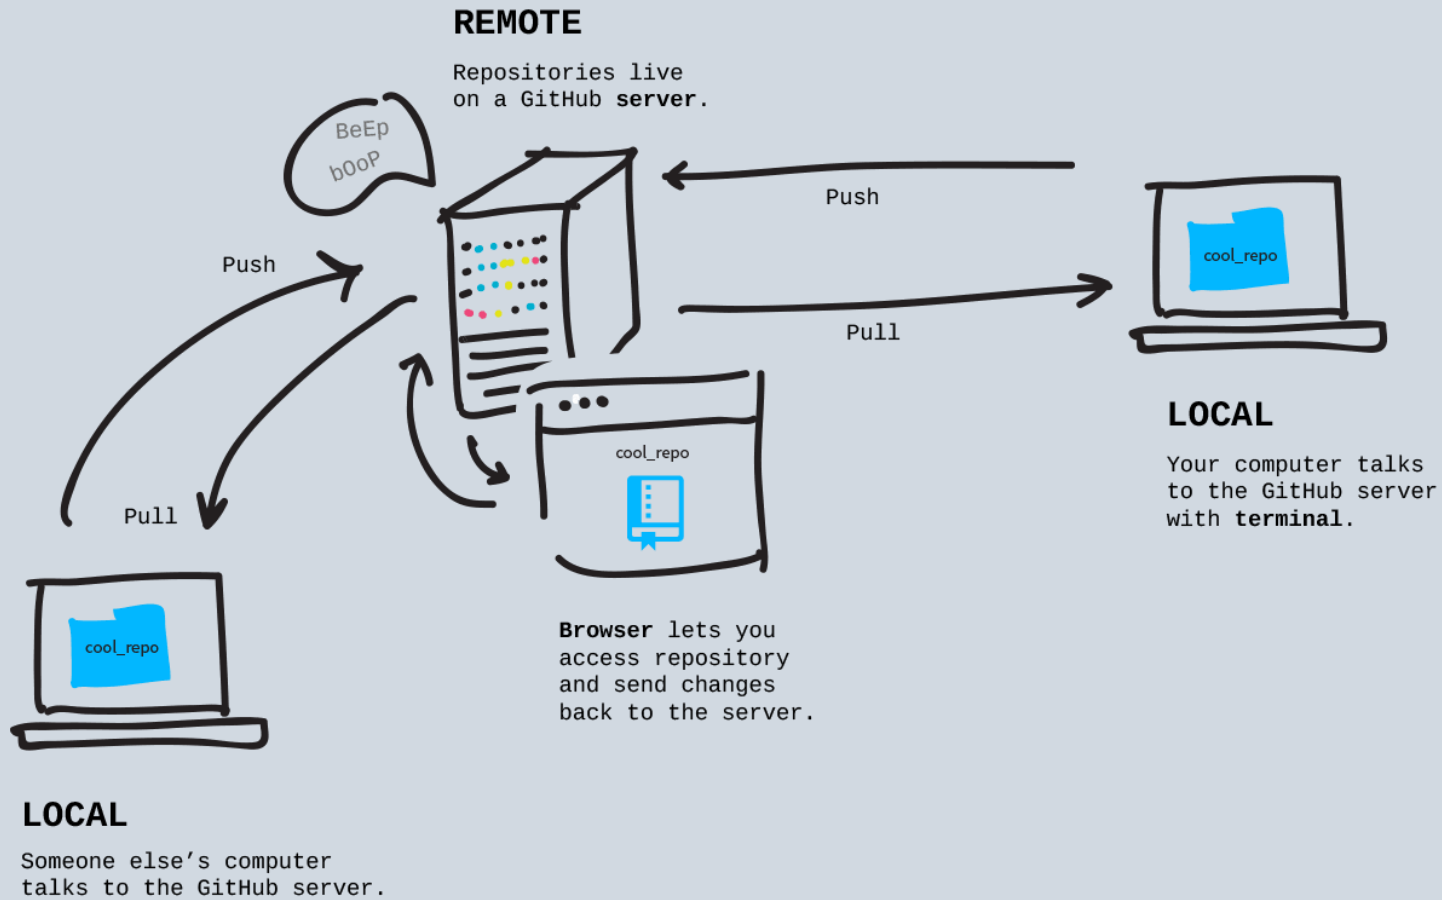 REMOTE
Repositories live
on a GitHub server.
BeEp
bOoP
Push
Pull
Push
Pull
cool_repo
LOCAL
Your computer talks
to the GitHub server
with terminal.
cool_repo
Browser lets you
access repository
and send changes
back to the server.
cool_repo
LOCAL
Someone else’s computer
talks to the GitHub server.